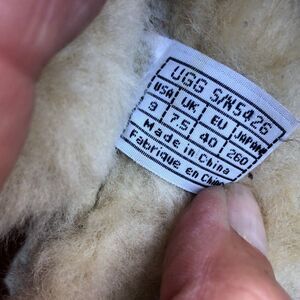 UGG S/N5426
USA UK EU JAPAN
9 7.5 40 260
Made in China
Fabrique en Chine